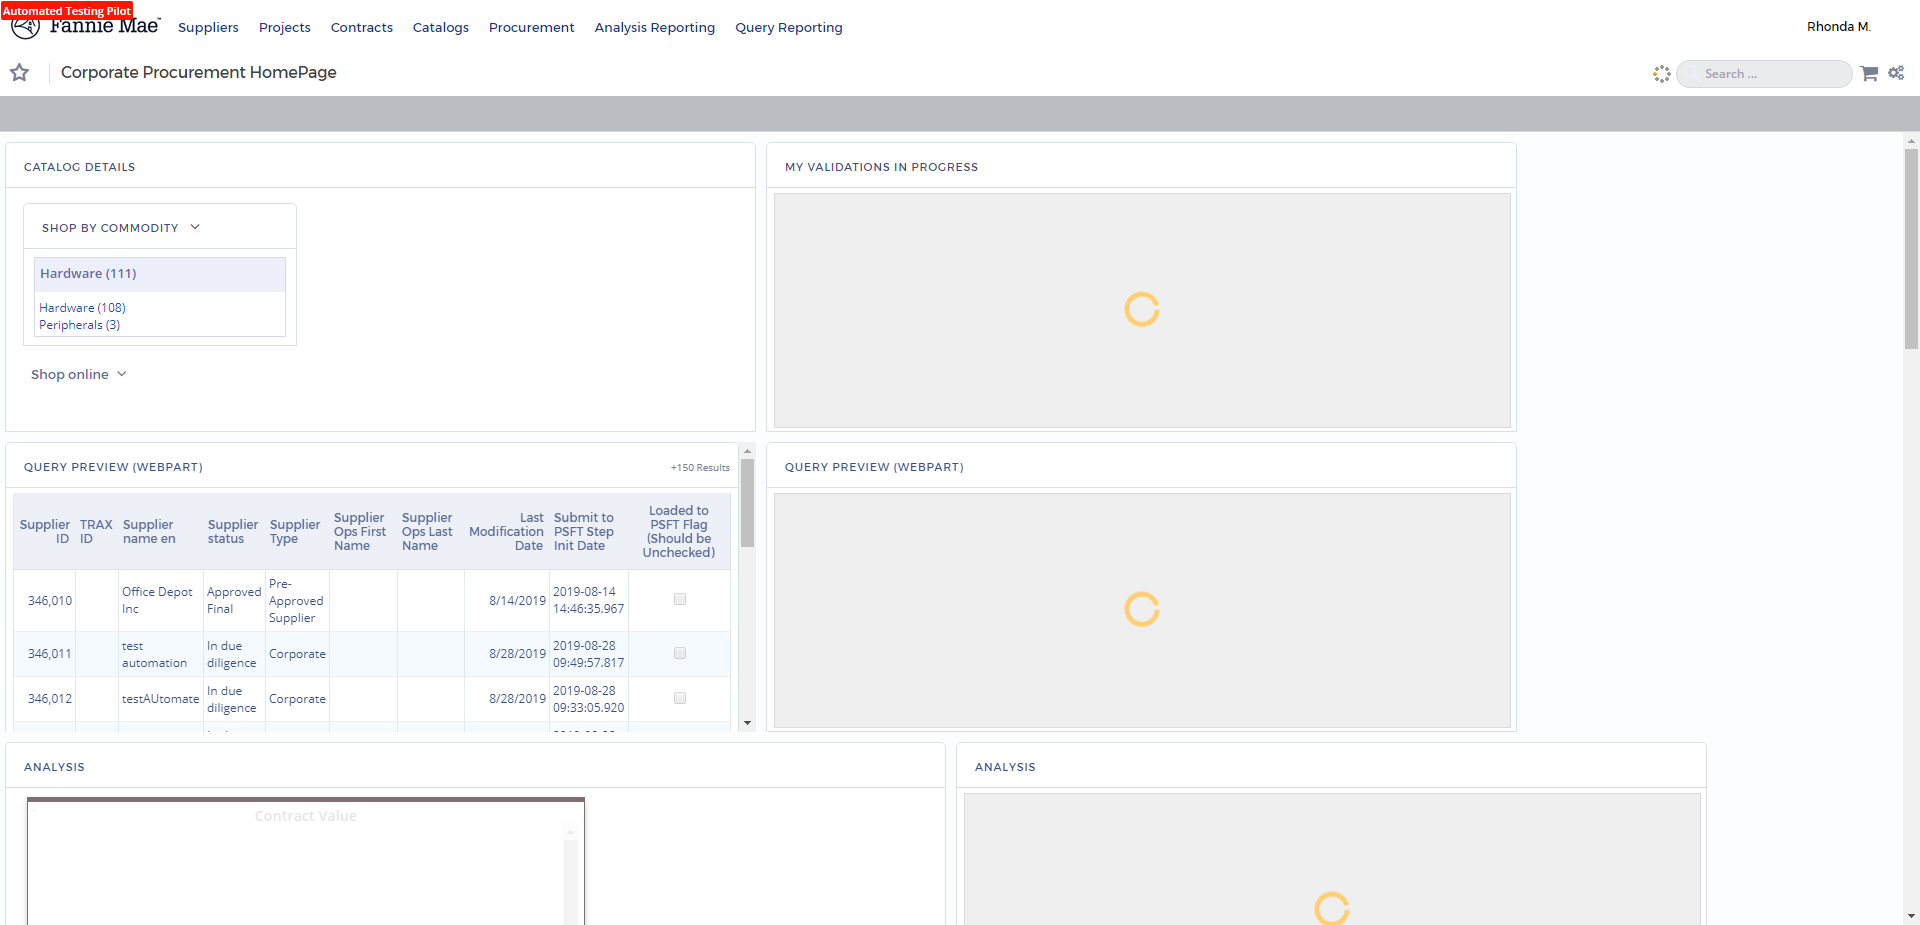 Automated Testing Pilot
Fannie Mae
Suppliers Projects Contracts Catalogs Procurement Analysis Reporting Query Reporting
Rhonda M.
Corporate Procurement HomePage
Search ...
CATALOG DETAILS
SHOP BY COMMODITY
Hardware (111)
Hardware (108)
Peripherals (3)
Shop online
MY VALIDATIONS IN PROGRESS
QUERY PREVIEW (WEBPART)
+150 Results
Supplier ID TRAX ID Supplier name en Supplier status Supplier Type Supplier Ops First Name Supplier Ops Last Name Last Modification Date Submit to PSFT Step Init Date Loaded to PSFT Flag (Should be Unchecked)
346,010 Office Depot Inc Approved Final Pre-Approved Supplier 8/14/2019 2019-08-14 14:46:35.967
346,011 test automation In due diligence Corporate 8/28/2019 2019-08-28 09:49:57.817
346,012 testAUtomate In due diligence Corporate 8/28/2019 2019-08-28 09:33:05.920
QUERY PREVIEW (WEBPART)
ANALYSIS
Contract Value
ANALYSIS